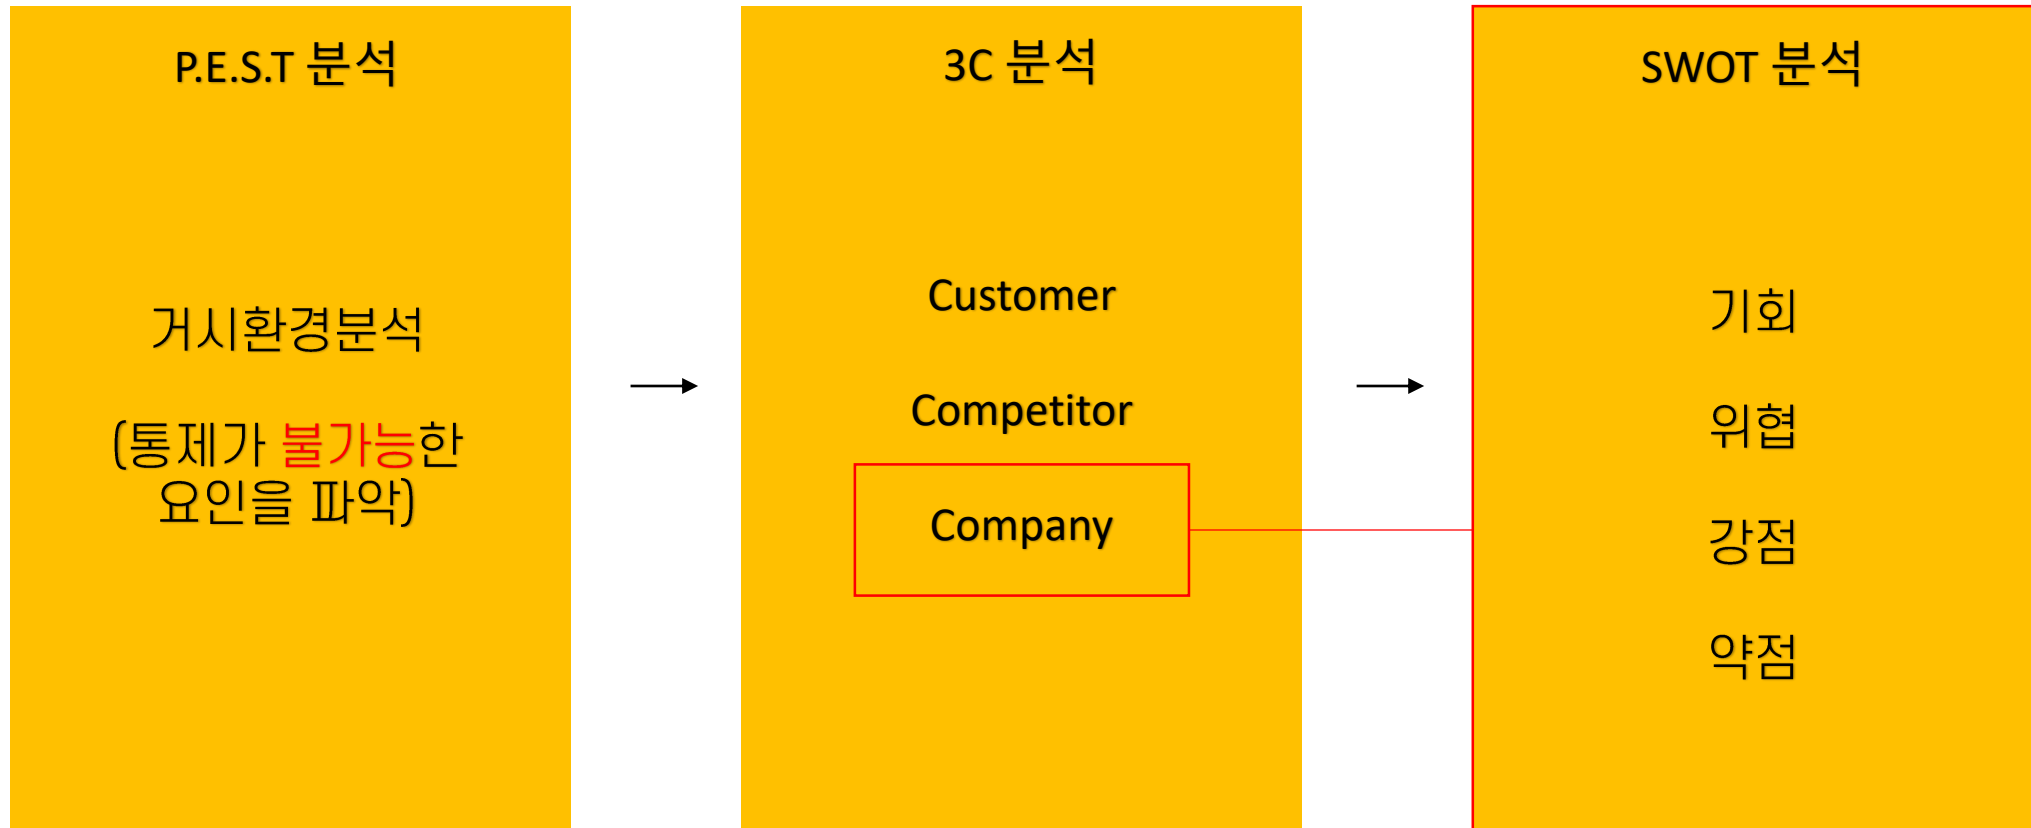 P.E.S.T 분석
거시환경분석
(통제가 불가능한
요인을 파악)
3C 분석
Customer
Competitor
Company
SWOT 분석
기회
위협
강점
약점